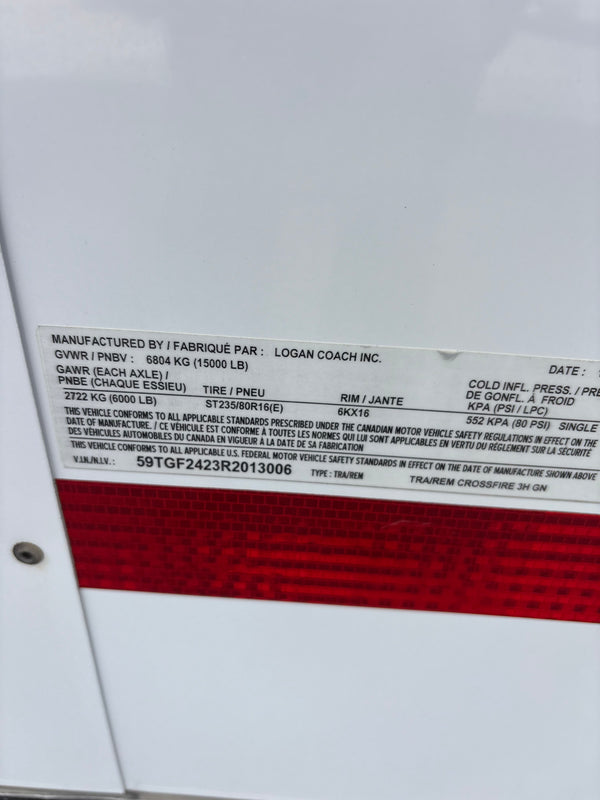 MANUFACTURED BY / FABRIQUÉ PAR : LOGAN COACH INC.
GVWR / PNBV : 6804 KG (15000 LB) DATE :
GAWR (EACH AXLE) / COLD INFL. PRESS. / PRE
PNBE (CHAQUE ESSIEU) TIRE / PNEU RIM / JANTE DE GONFL. À FROID
KPA (PSI / LPC)
2722 KG (6000 LB) ST235/80R16(E) 6KX16 552 KPA (80 PSI) SINGLE
THIS VEHICLE CONFORMS TO ALL APPLICABLE STANDARDS PRESCRIBED UNDER THE CANADIAN MOTOR VEHICLE SAFETY REGULATIONS IN EFFECT ON THE
DATE OF MANUFACTURE. / CE VÉHICULE EST CONFORME À TOUTES LES NORMES QUI LUI SONT APPLICABLES EN VERTU DU RÈGLEMENT SUR LA SÉCURITÉ
DES VÉHICULES AUTOMOBILES DU CANADA EN VIGUEUR À LA DATE DE SA FABRICATION
THIS VEHICLE CONFORMS TO ALL APPLICABLE U.S. FEDERAL MOTOR VEHICLE SAFETY STANDARDS IN EFFECT ON THE DATE OF MANUFACTURE SHOWN ABOVE
V.I.N./N.I.V. : 59TGF2423R2013006 TYPE : TRA/REM TRA/REM CROSSFIRE 3H GN